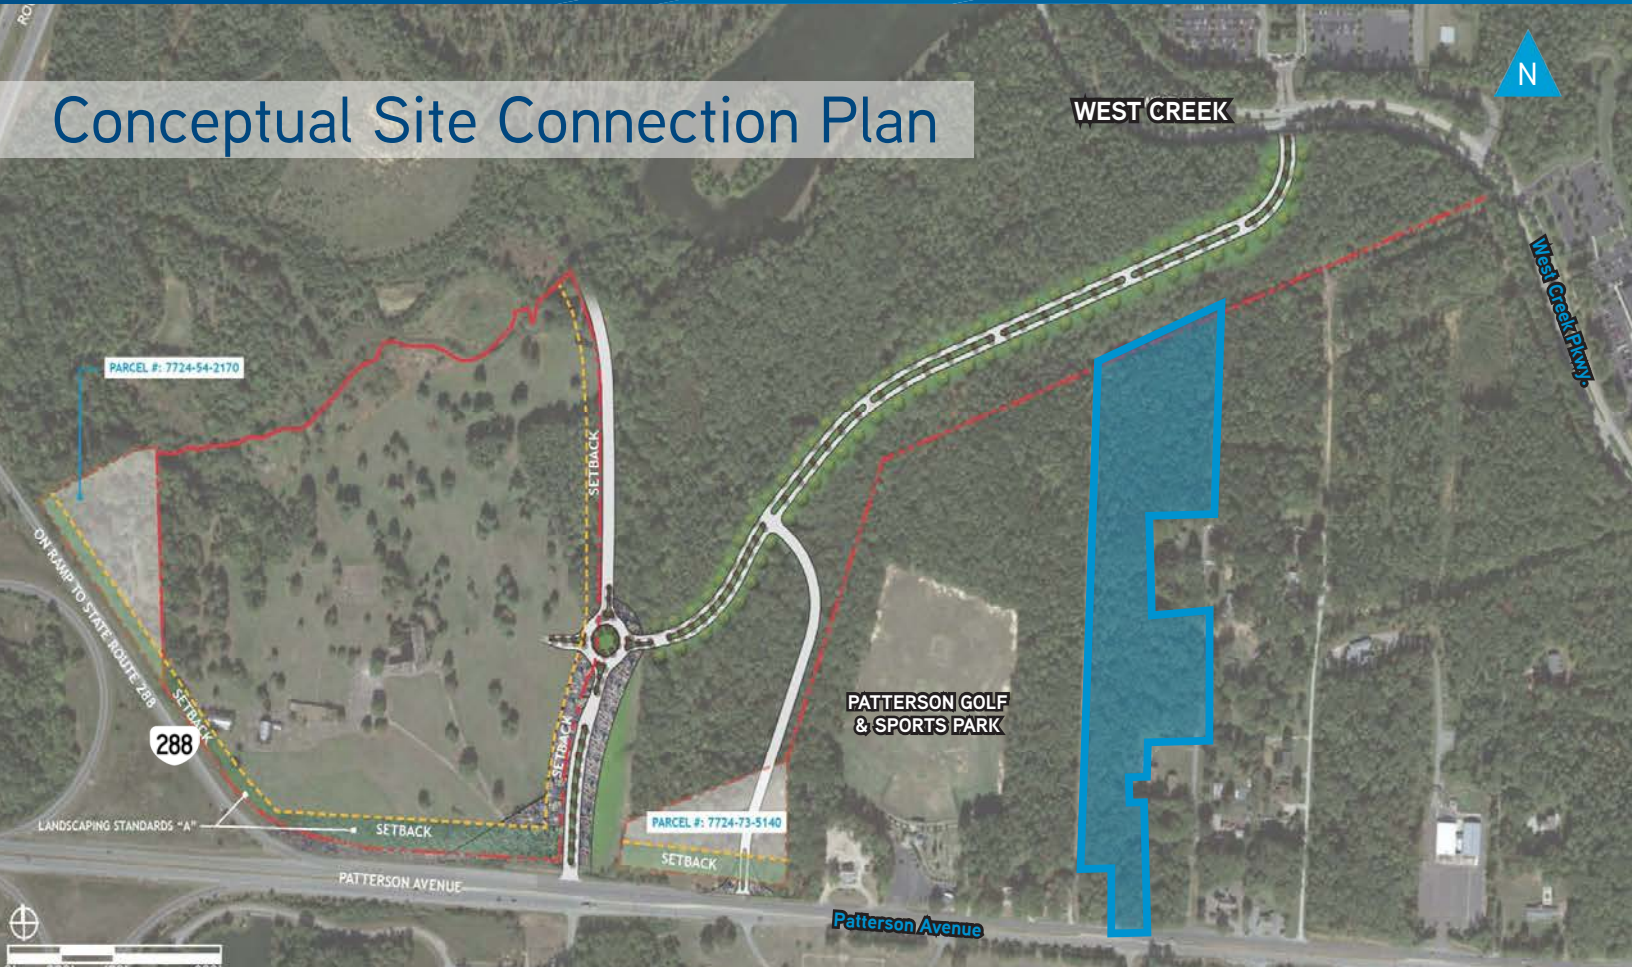 RO
Conceptual Site Connection Plan
WEST CREEK
N
West Creek Pkwy.
PARCEL #: 7724-54-2170
SETBACK
ON RAMP TO STATE ROUTE 288
SETBACK
288
SETBACK
PATTERSON GOLF
& SPORTS PARK
LANDSCAPING STANDARDS "A"
SETBACK
PARCEL #: 7724-73-5140
SETBACK
PATTERSON AVENUE
Patterson Avenue